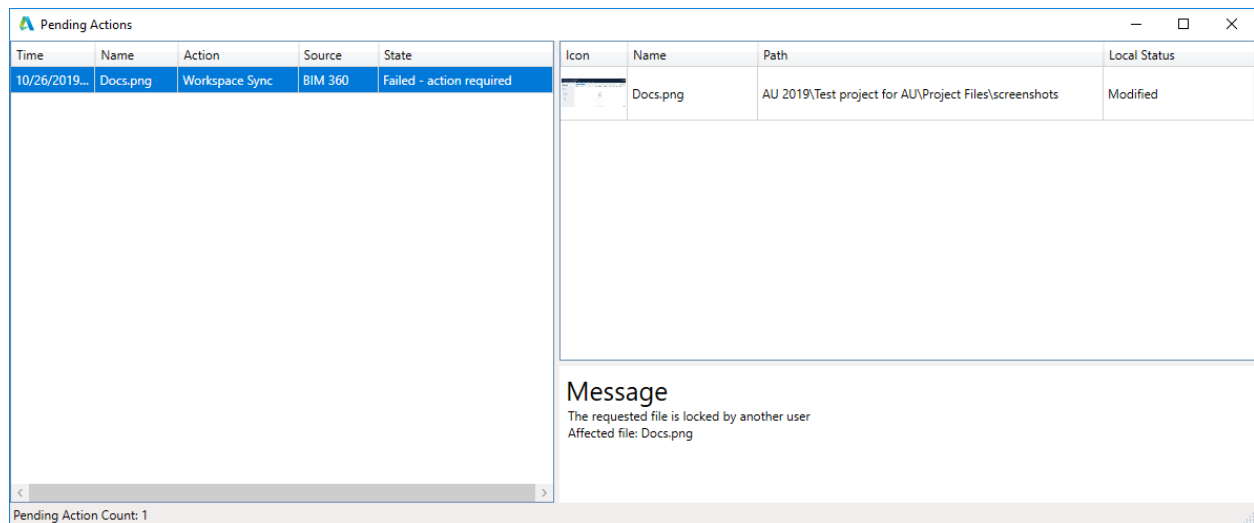 Pending Actions
Time Name Action Source State
10/26/2019... Docs.png Workspace Sync BIM 360 Failed - action required
Icon Name Path Local Status
Docs.png AU 2019\Test project for AU\Project Files\screenshots Modified
Message
The requested file is locked by another user
Affected file: Docs.png
Pending Action Count: 1